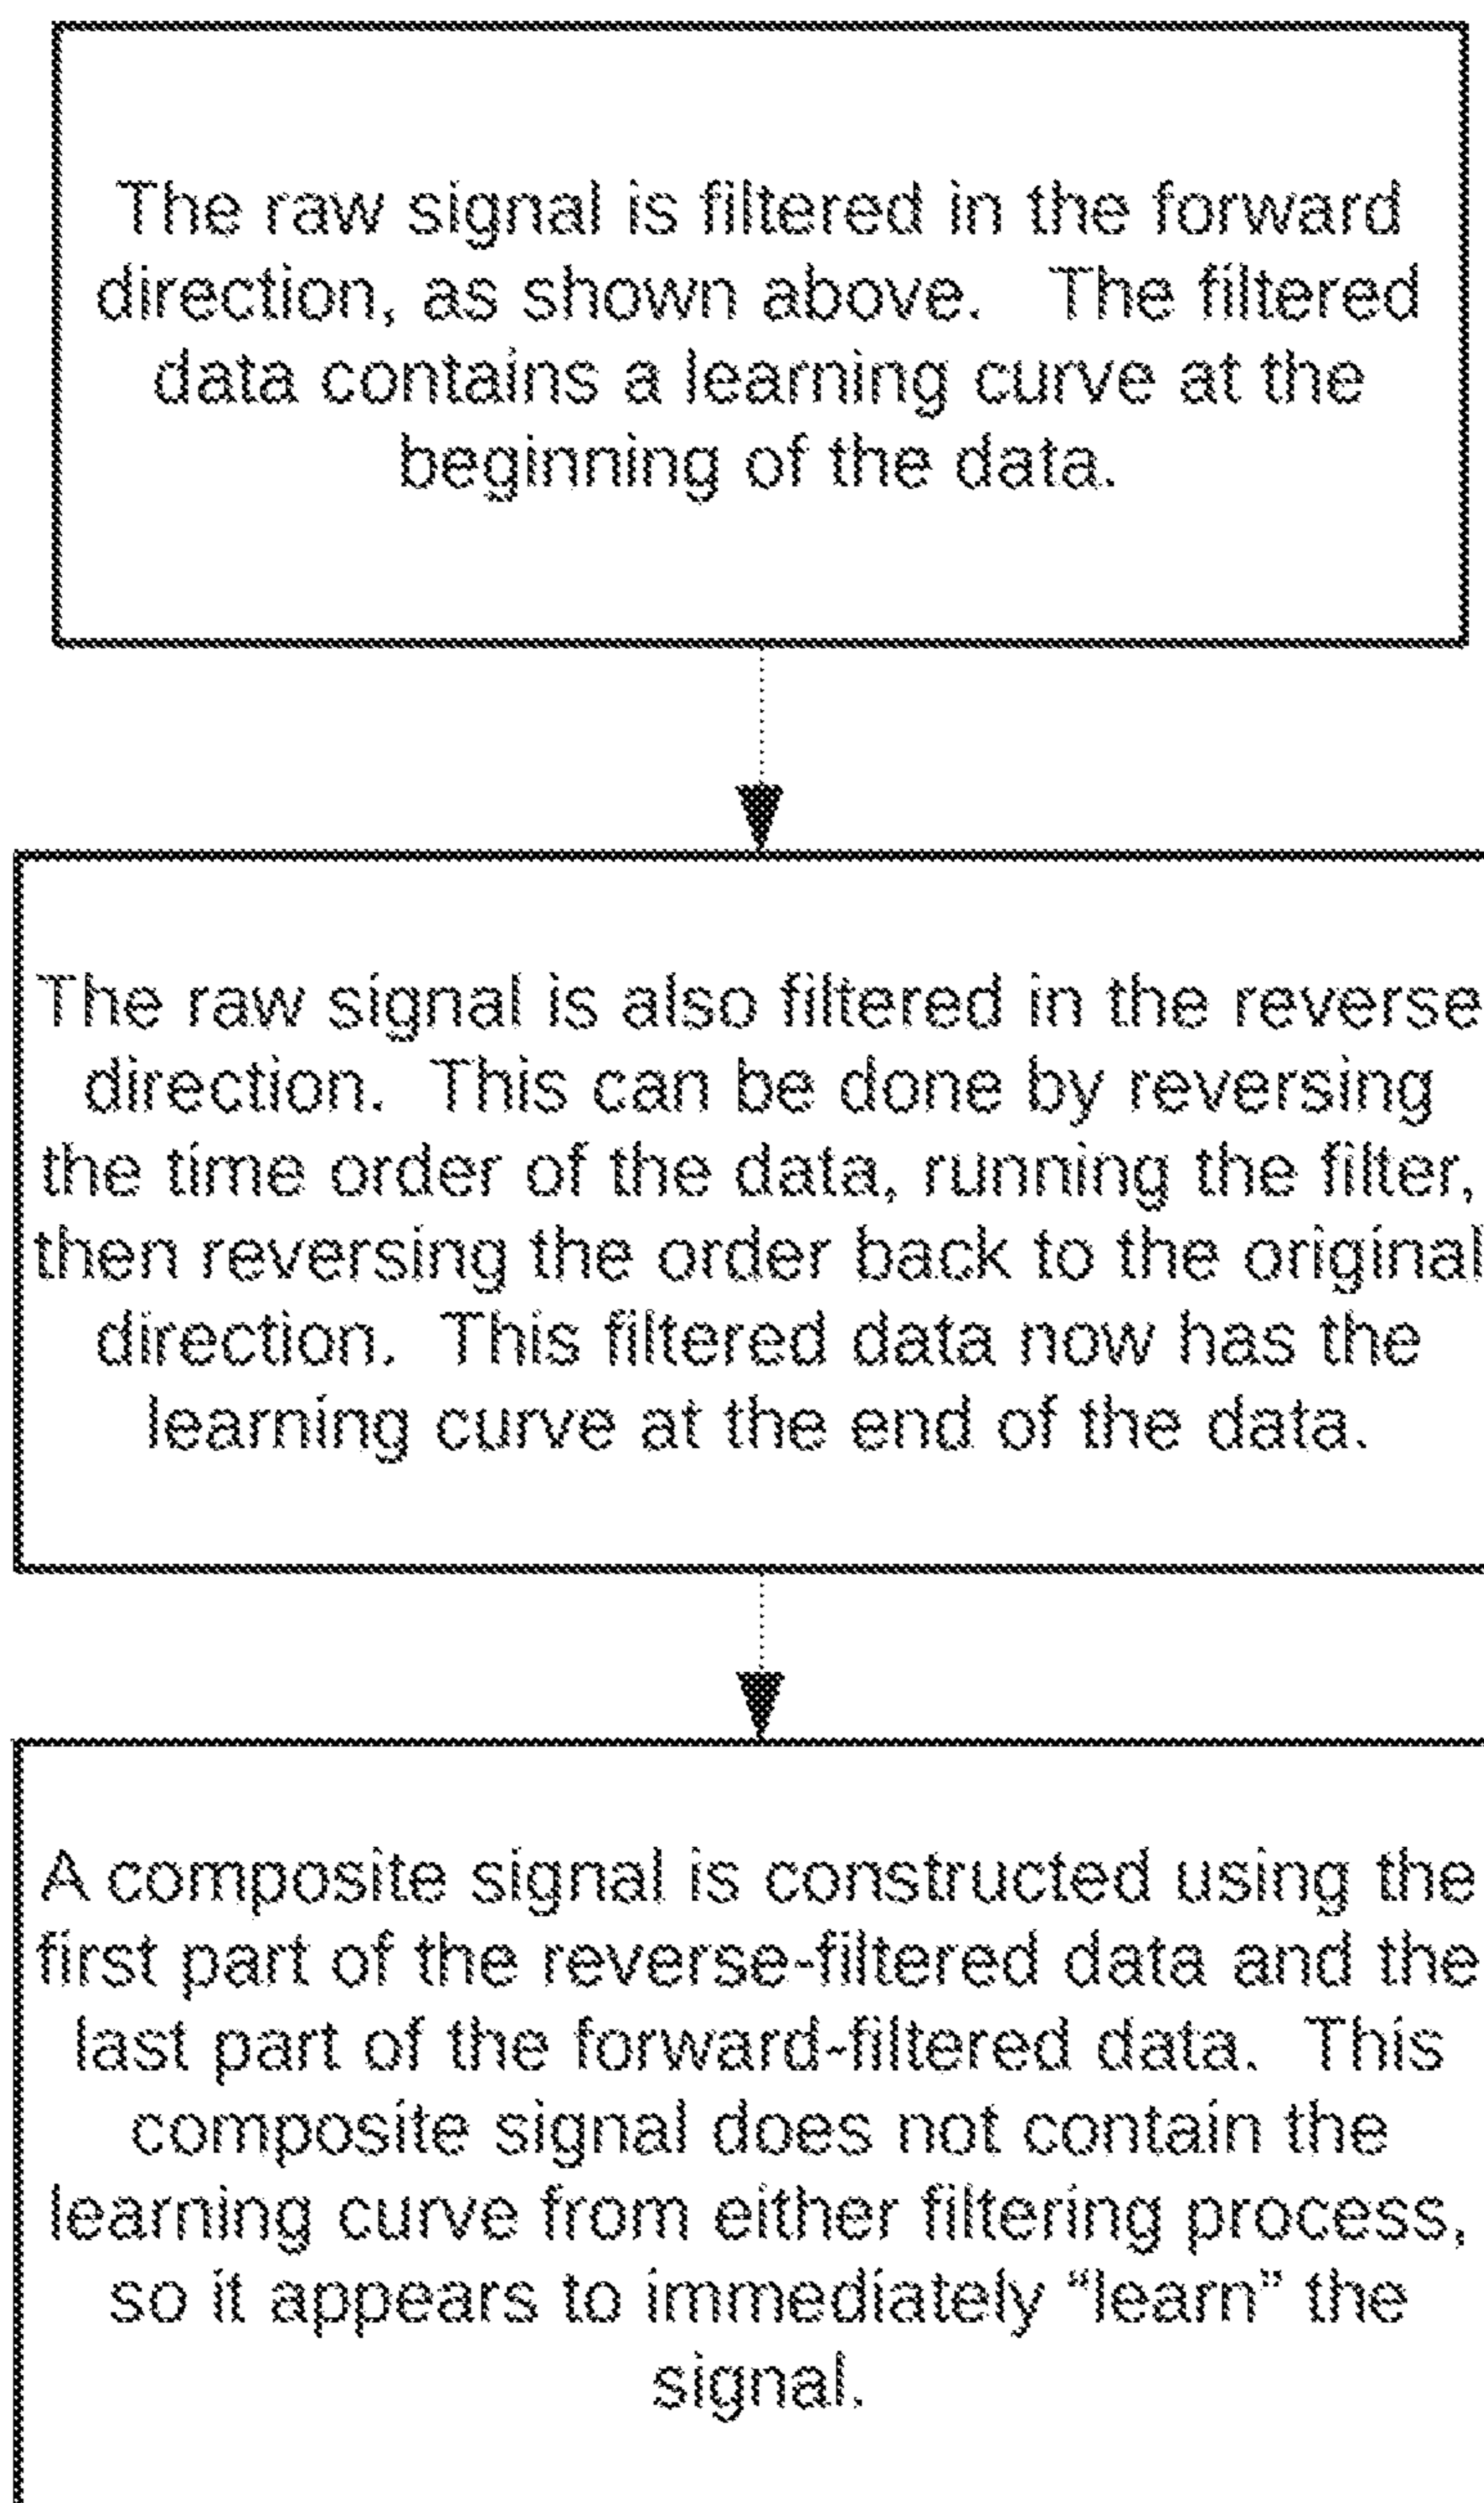 The raw signal is filtered in the forward
direction, as shown above.   The filtered
data contains a learning curve at the
beginning of the data.
The raw signal is also filtered in the reverse
direction.  This can be done by reversing
the time order of the data, running the filter,
then reversing the order back to the original
direction.  This filtered data now has the
learning curve at the end of the data.
A composite signal is constructed using the
first part of the reverse-filtered data and the
last part of the forward-filtered data.  This
composite signal does not contain the
learning curve from either filtering process,
so it appears to immediately “learn” the
signal.